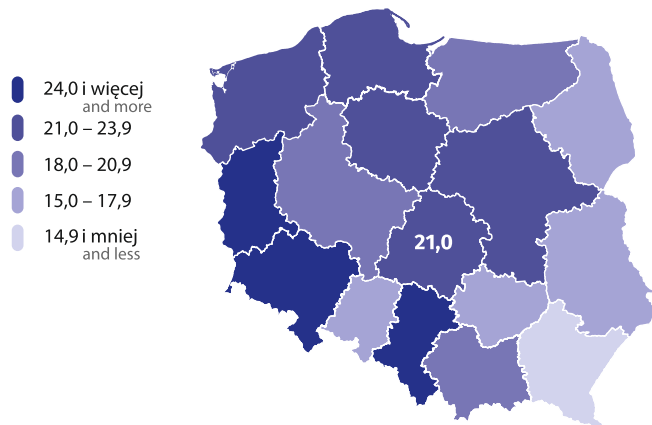 24,0 i więcej
and more
21,0 – 23,9
18,0 – 20,9
15,0 – 17,9
14,9 i mniej
and less
21,0